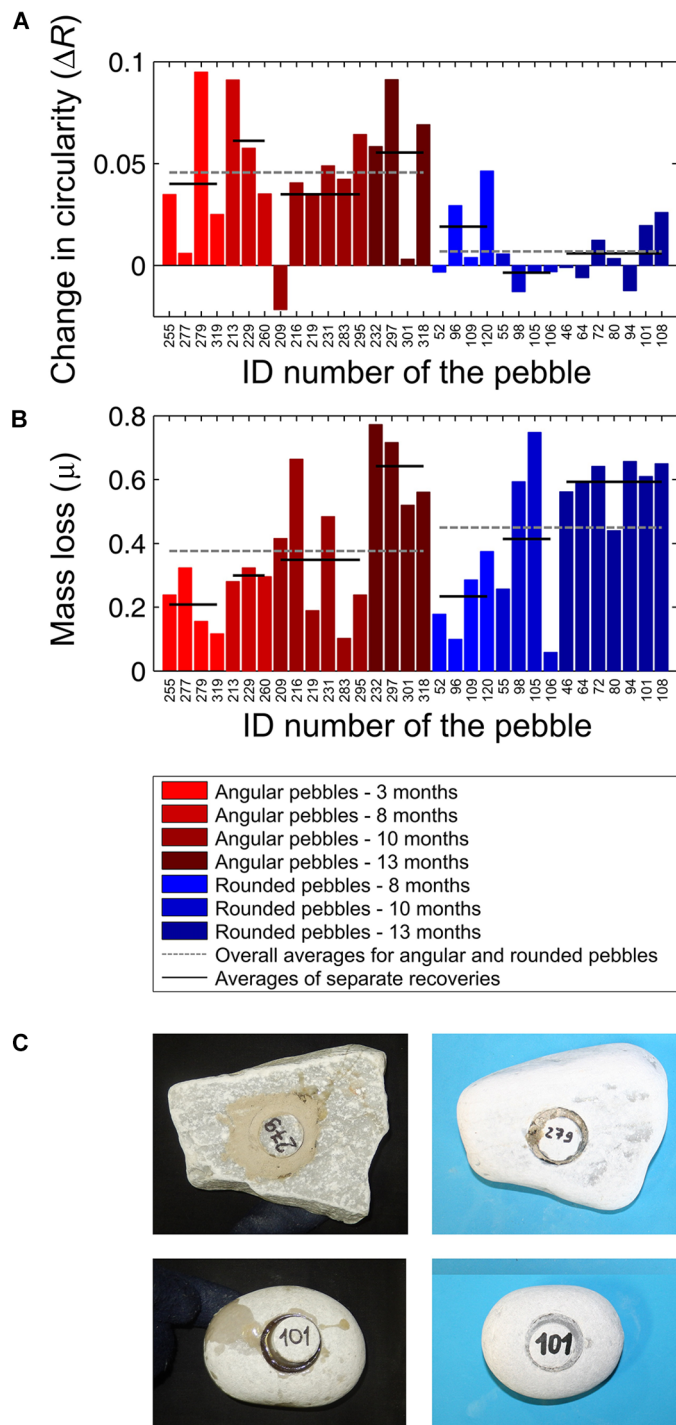 A
Change in circularity (ΔR)
0.1
0.05
0
255 277 279 319 213 229 260 209 216 219 231 283 295 232 297 301 318 52 96 109 120 55 98 105 106 46 64 72 80 94 101 108
ID number of the pebble
B
Mass loss (μ)
0.8
0.6
0.4
0.2
0
255 277 279 319 213 229 260 209 216 219 231 283 295 232 297 301 318 52 96 109 120 55 98 105 106 46 64 72 80 94 101 108
ID number of the pebble
Angular pebbles - 3 months
Angular pebbles - 8 months
Angular pebbles - 10 months
Angular pebbles - 13 months
Rounded pebbles - 8 months
Rounded pebbles - 10 months
Rounded pebbles - 13 months
Overall averages for angular and rounded pebbles
Averages of separate recoveries
C
279
279
101
101